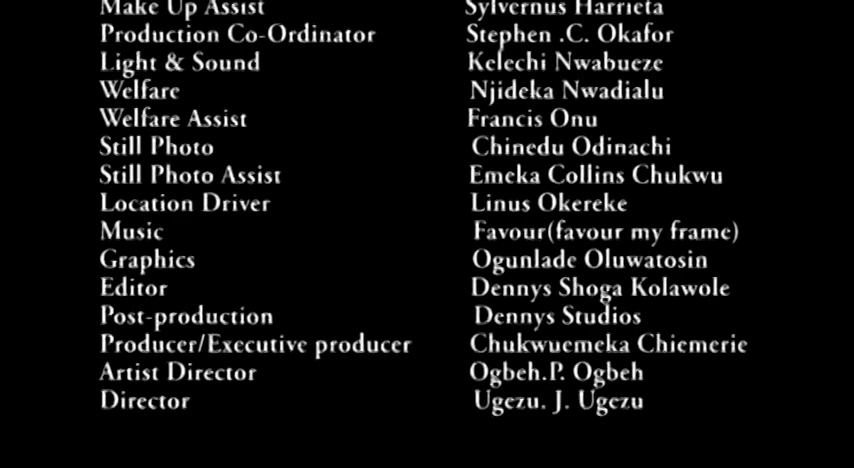 Make Up Assist Sylvernus Harrieta
Production Co-Ordinator Stephen .C. Okafor
Light & Sound Kelechi Nwabueze
Welfare Njideka Nwadialu
Welfare Assist Francis Onu
Still Photo Chinedu Odinachi
Still Photo Assist Emeka Collins Chukwu
Location Driver Linus Okereke
Music Favour(favour my frame)
Graphics Ogunlade Oluwatosin
Editor Dennys Shoga Kolawole
Post-production Dennys Studios
Producer/Executive producer Chukwuemeka Chiemerie
Artist Director Ogbeh.P. Ogbeh
Director Ugezu. J. Ugezu